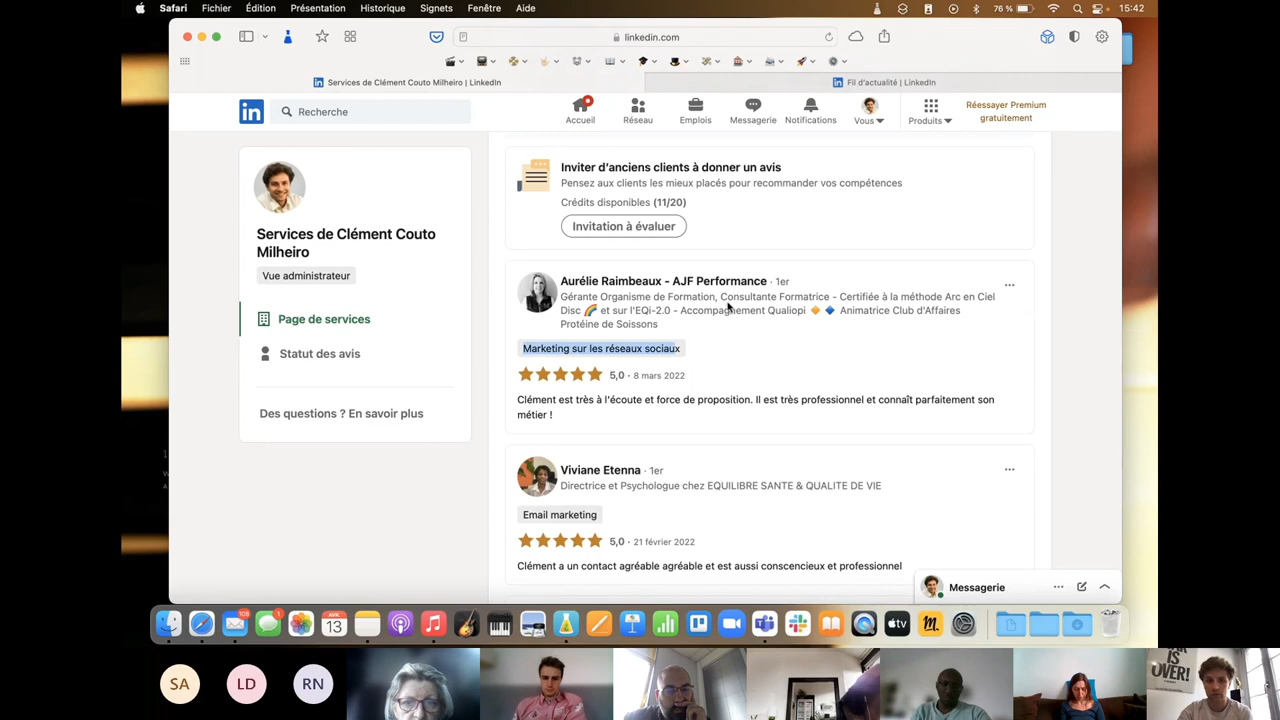 Safari Fichier Édition Présentation Historique Signets Fenêtre Aide
76 % 15:42
linkedin.com
Services de Clément Couto Milheiro | LinkedIn
Fil d'actualité | LinkedIn
in Recherche
Accueil Réseau Emplois Messagerie Notifications Vous Produits
Réessayer Premium
gratuitement
Services de Clément Couto
Milheiro
Vue administrateur
Page de services
Statut des avis
Des questions ? En savoir plus
Inviter d'anciens clients à donner un avis
Pensez aux clients les mieux placés pour recommander vos compétences
Crédits disponibles (11/20)
Invitation à évaluer
Aurélie Raimbeaux - AJF Performance · 1er
Gérante Organisme de Formation, Consultante Formatrice - Certifiée à la méthode Arc en Ciel
Disc 🌈 et sur l'EQi-2.0 - Accompagnement Qualiopi 🔸 🔹 Animatrice Club d'Affaires
Protéine de Soissons
Marketing sur les réseaux sociaux
5,0 · 8 mars 2022
Clément est très à l'écoute et force de proposition. Il est très professionnel et connaît parfaitement son
métier !
Viviane Etenna · 1er
Directrice et Psychologue chez EQUILIBRE SANTE & QUALITE DE VIE
Email marketing
5,0 · 21 février 2022
Clément a un contact agréable agréable et est aussi conscencieux et professionnel
Messagerie
108
1
AVR.
13
tv
m.
SA
LD
RN
IS
OVER!"